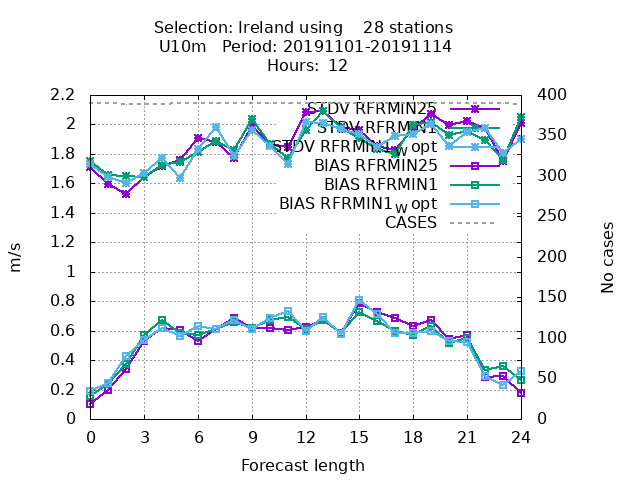 Selection: Ireland using    28 stations
U10m   Period: 20191101-20191114
Hours:  12
2.2
2
1.8
1.6
1.4
1.2
1
0.8
0.6
0.4
0.2
0
400
350
300
250
200
150
100
50
0
m/s
No cases
STDV RFRMIN25
STDV RFRMIN1
STDV RFRMIN1_W opt
BIAS RFRMIN25
BIAS RFRMIN1
BIAS RFRMIN1_W opt
CASES
0 3 6 9 12 15 18 21 24
Forecast length